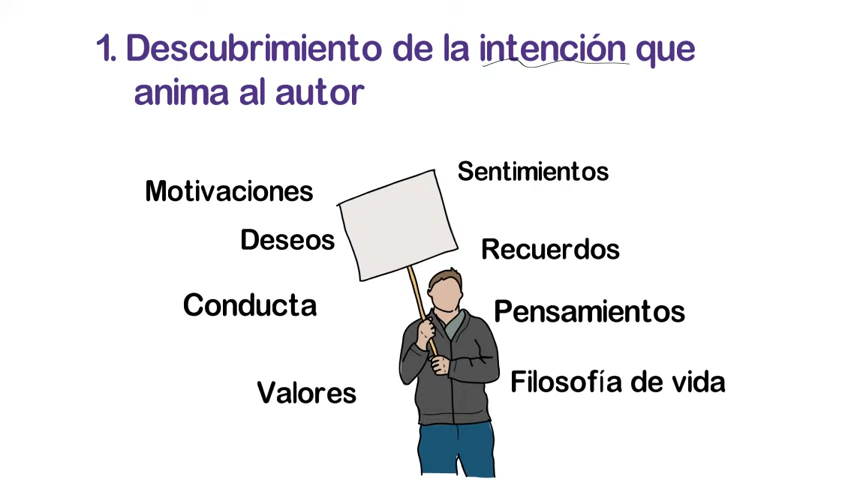 1. Descubrimiento de la intención que
anima al autor
Sentimientos
Motivaciones
Deseos
Recuerdos
Conducta
Pensamientos
Valores
Filosofía de vida